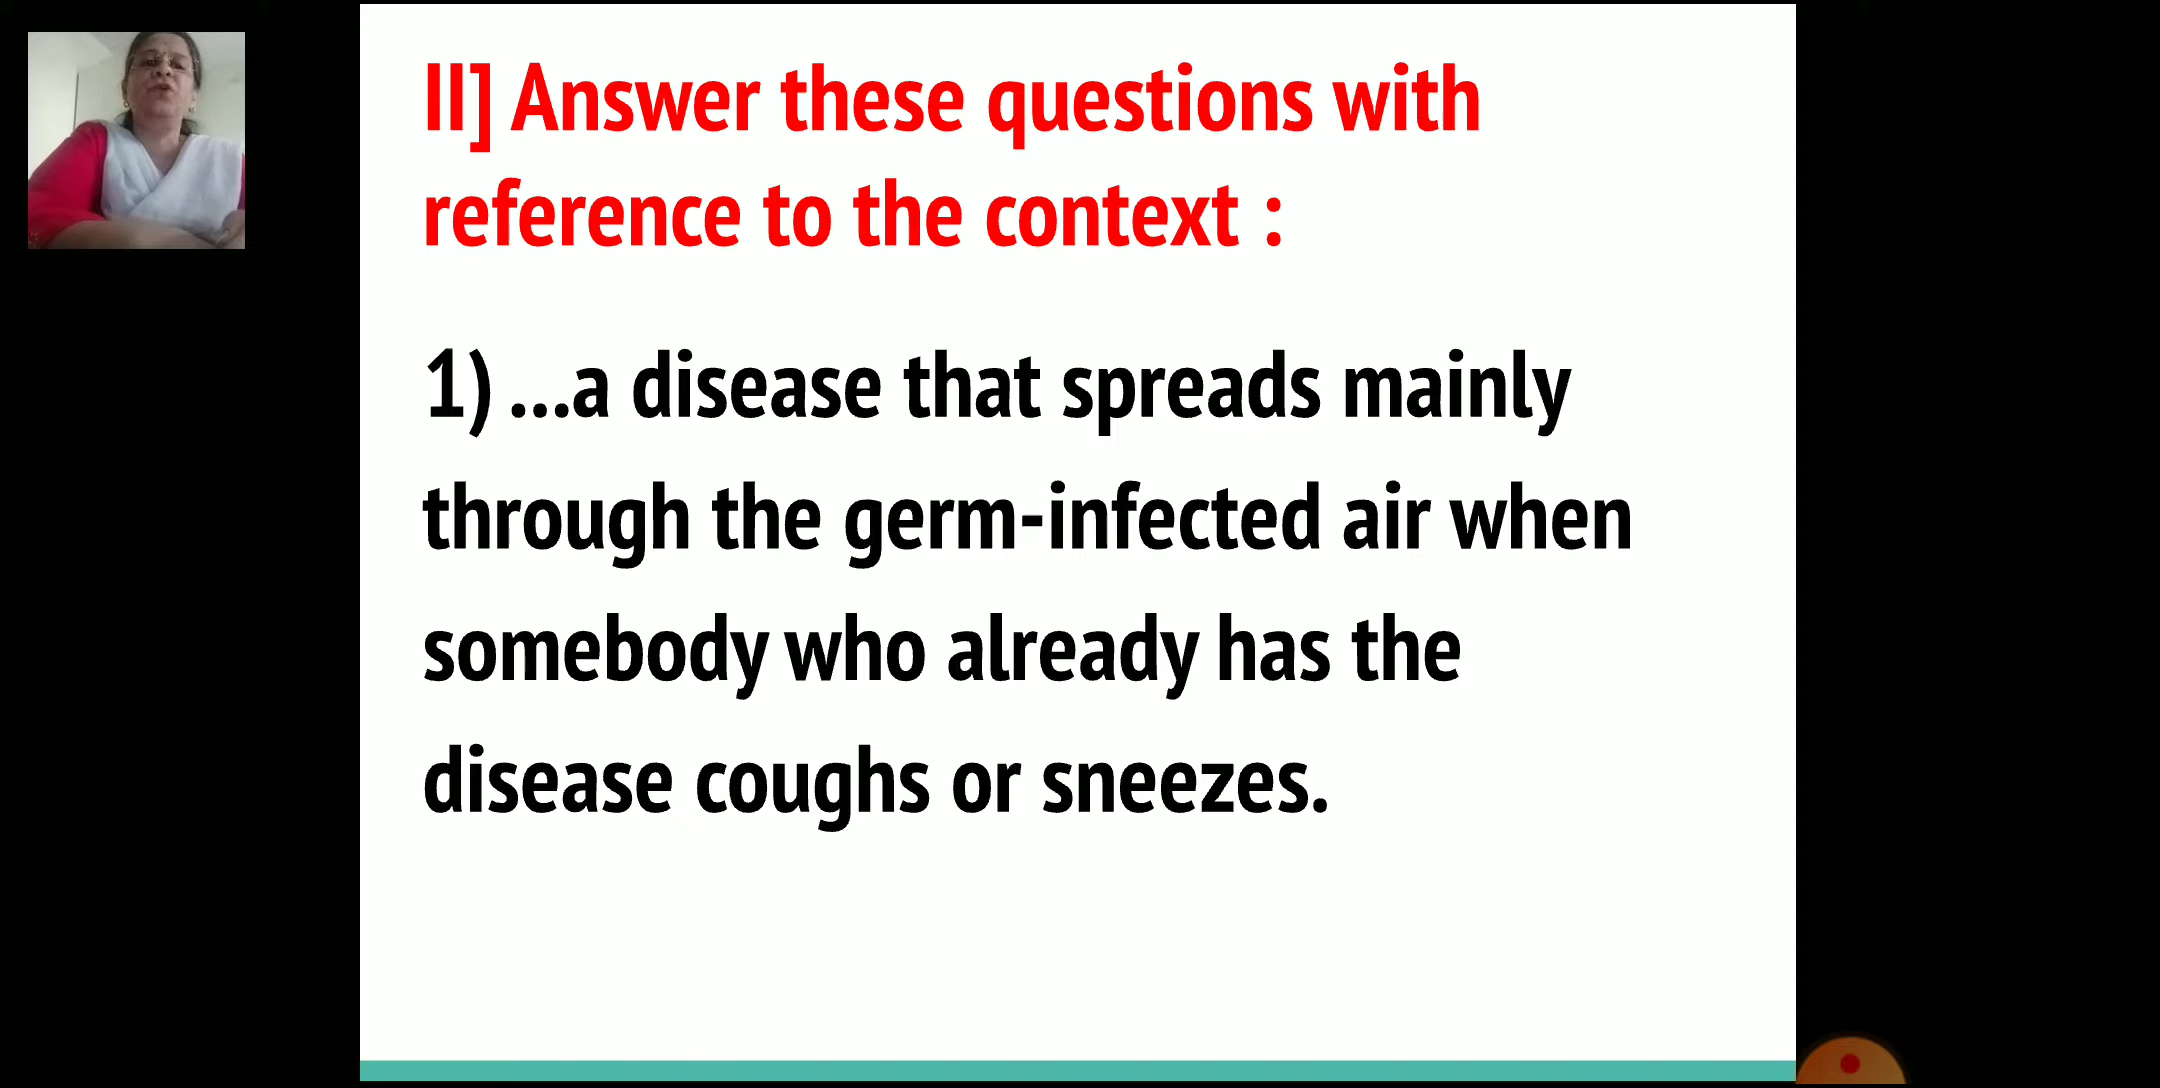 II] Answer these questions with
reference to the context :
1) ...a disease that spreads mainly
through the germ-infected air when
somebody who already has the
disease coughs or sneezes.